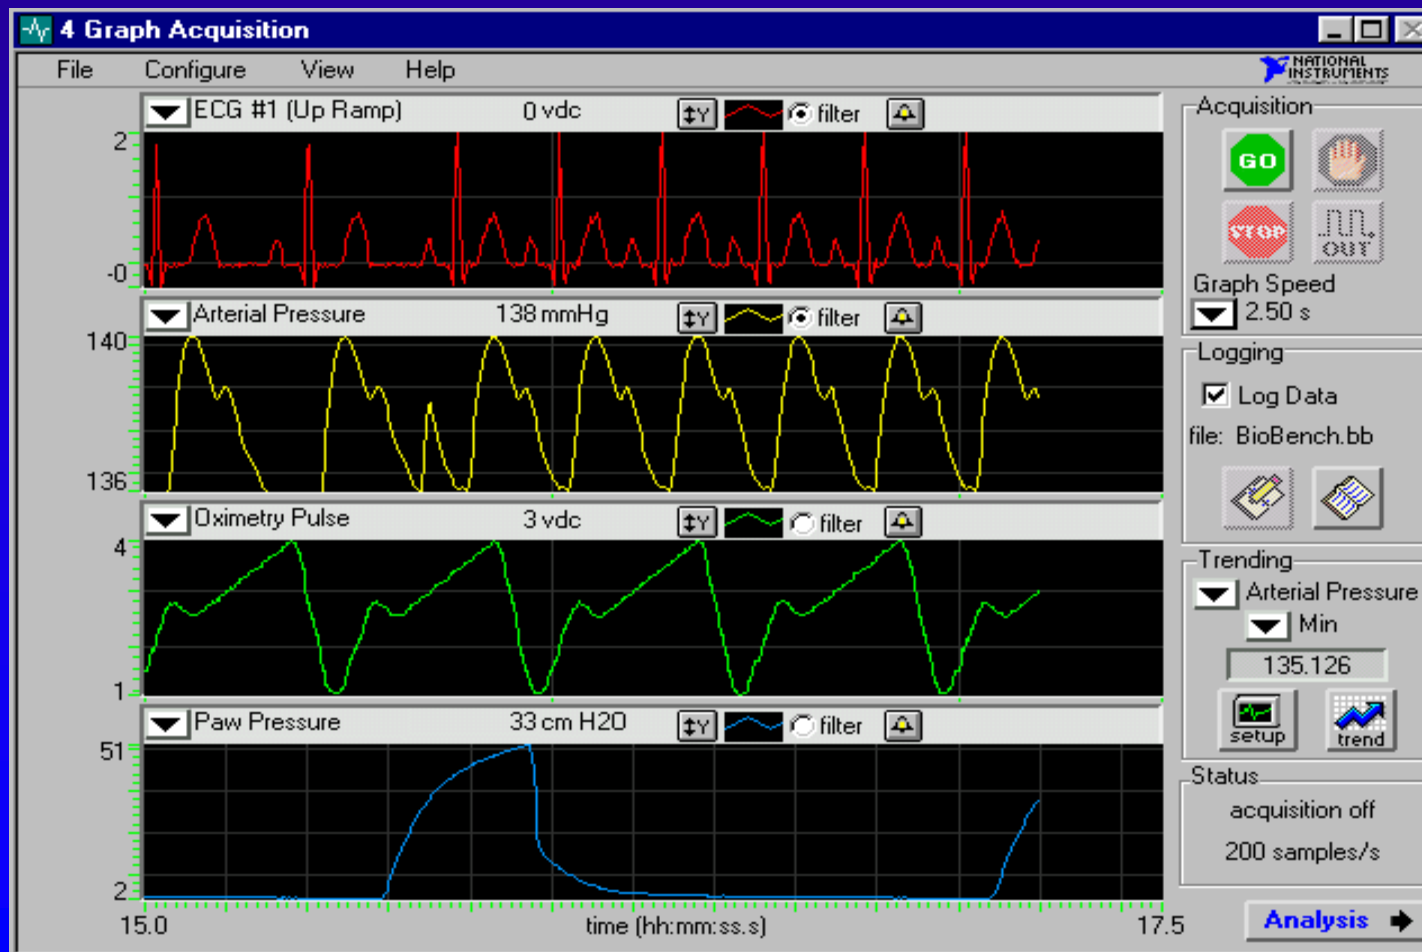 4 Graph Acquisition
File Configure View Help
NATIONAL
INSTRUMENTS
ECG #1 (Up Ramp) 0 vdc ↕Y filter
2
-0
Arterial Pressure 138 mmHg ↕Y filter
140
136
Oximetry Pulse 3 vdc ↕Y filter
4
1
Paw Pressure 33 cm H2O ↕Y filter
51
2
15.0 time (hh:mm:ss.s) 17.5
Acquisition
GO
STOP OUT
Graph Speed
2.50 s
Logging
Log Data
file: BioBench.bb
Trending
Arterial Pressure
Min
135.126
setup trend
Status
acquisition off
200 samples/s
Analysis